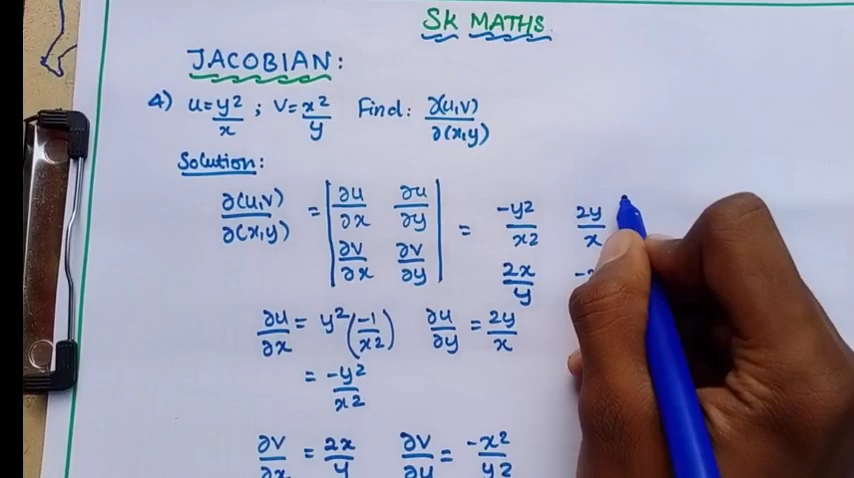 SK MATHS
JACOBIAN:
4) u=y²/x ; V=x²/y Find: ∂(u,v)/∂(x,y)
Solution:
∂(u,v)/∂(x,y) = |∂u/∂x ∂u/∂y| = -y²/x² 2y/x
|∂v/∂x ∂v/∂y| 2x/y
∂u/∂x = y²(-1/x²) ∂u/∂y = 2y/x
= -y²/x²
∂v/∂x = 2x/y ∂v/∂y = -x²/y²